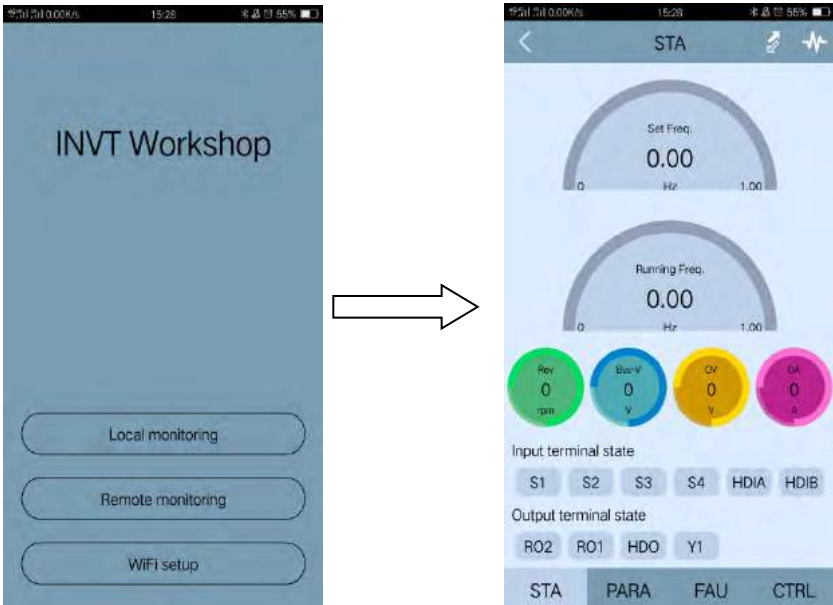 0.00K/s 15:28 55%
INVT Workshop
Local monitoring
Remote monitoring
WiFi setup
0.00K/s 15:28 55%
STA
Set Freq.
0.00
0 Hz 1.00
Running Freq.
0.00
0 Hz 1.00
Rev Bus-V OV OA
0 0 0 0
rpm V V A
Input terminal state
S1 S2 S3 S4 HDIA HDIB
Output terminal state
RO2 RO1 HDO Y1
STA PARA FAU CTRL